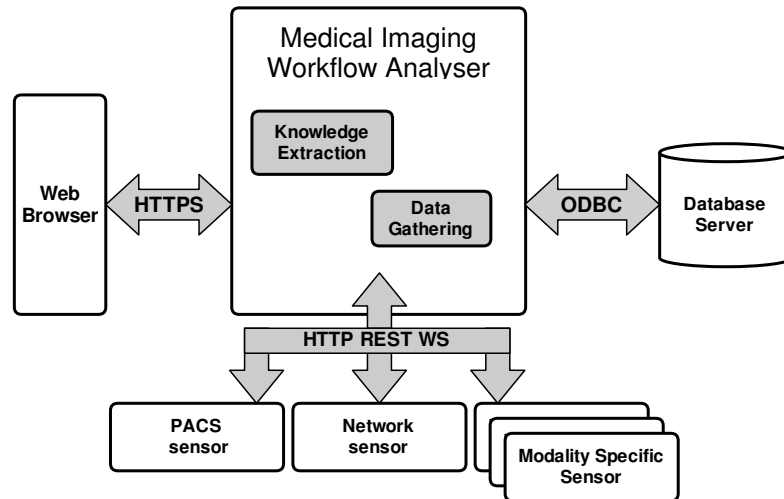 Medical Imaging
Workflow Analyser
Knowledge
Extraction
Data
Gathering
Web
Browser
HTTPS
ODBC
Database
Server
HTTP REST WS
PACS
sensor
Network
sensor
Modality Specific
Sensor